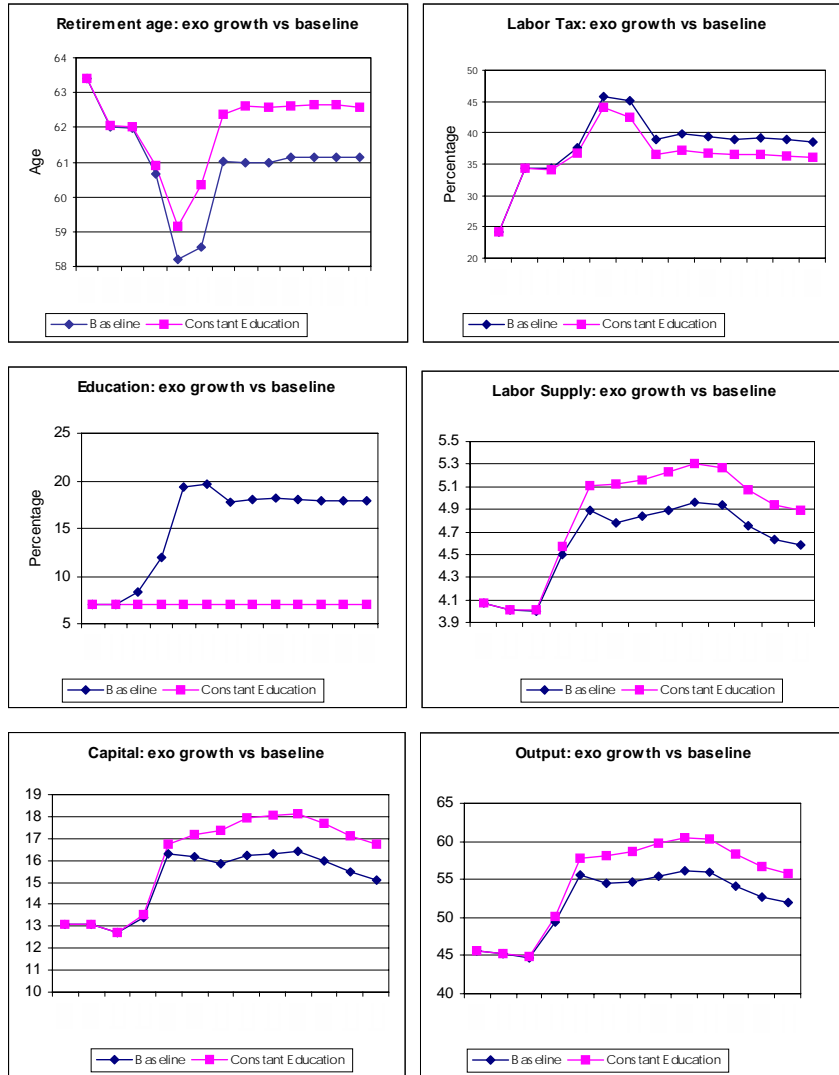 Retirement age: exo growth vs baseline
64
63
62
61
60
59
58
Age
Baseline
Constant Education
Labor Tax: exo growth vs baseline
50
45
40
35
30
25
20
Percentage
Baseline
Constant Education
Education: exo growth vs baseline
25
20
15
10
5
Percentage
Baseline
Constant Education
Labor Supply: exo growth vs baseline
5.5
5.3
5.1
4.9
4.7
4.5
4.3
4.1
3.9
Baseline
Constant Education
Capital: exo growth vs baseline
19
18
17
16
15
14
13
12
11
10
Baseline
Constant Education
Output: exo growth vs baseline
65
60
55
50
45
40
Baseline
Constant Education